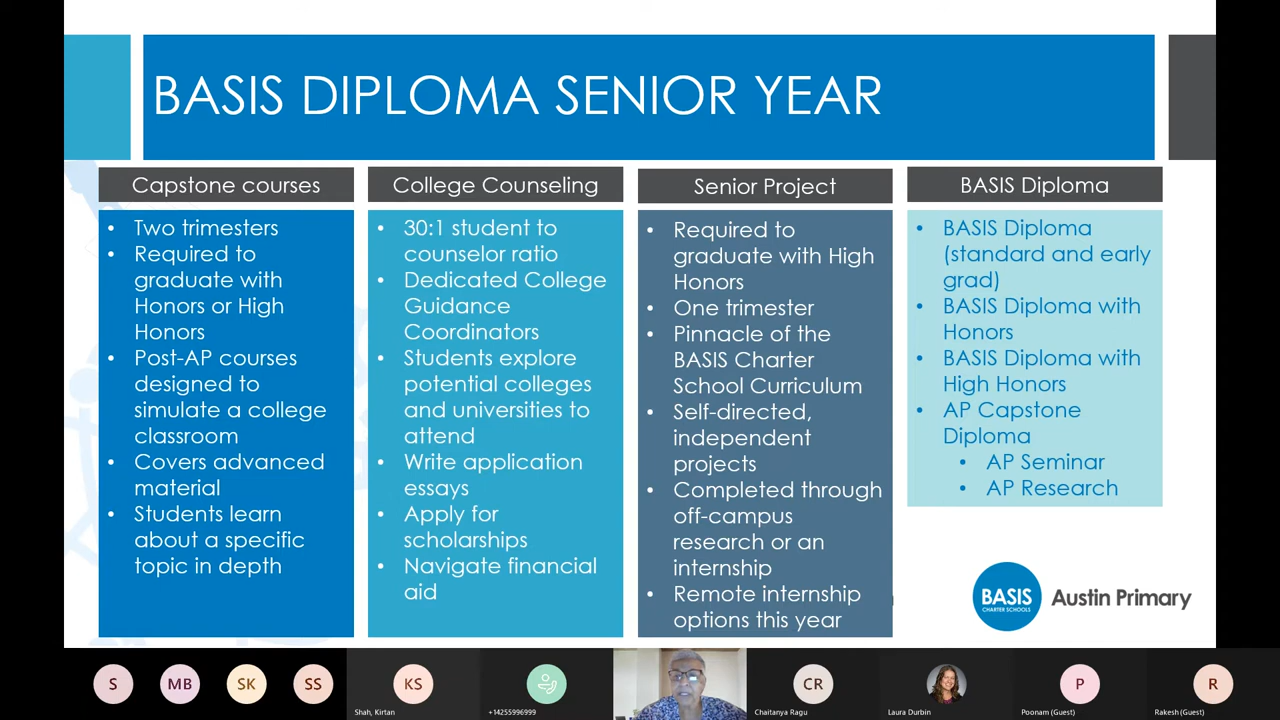 BASIS DIPLOMA SENIOR YEAR
Capstone courses
• Two trimesters
• Required to
graduate with
Honors or High
Honors
• Post-AP courses
designed to
simulate a college
classroom
• Covers advanced
material
• Students learn
about a specific
topic in depth
College Counseling
• 30:1 student to
counselor ratio
• Dedicated College
Guidance
Coordinators
• Students explore
potential colleges
and universities to
attend
• Write application
essays
• Apply for
scholarships
• Navigate financial
aid
Senior Project
• Required to
graduate with High
Honors
• One trimester
• Pinnacle of the
BASIS Charter
School Curriculum
• Self-directed,
independent
projects
• Completed through
off-campus
research or an
internship
• Remote internship
options this year
BASIS Diploma
• BASIS Diploma
(standard and early
grad)
• BASIS Diploma with
Honors
• BASIS Diploma with
High Honors
• AP Capstone
Diploma
• AP Seminar
• AP Research
BASIS
CHARTER SCHOOLS
Austin Primary
S
MB
SK
SS
KS
Shah, Kirtan
+14255996999
CR
Chaitanya Ragu
Laura Durbin
P
Poonam (Guest)
R
Rakesh (Guest)